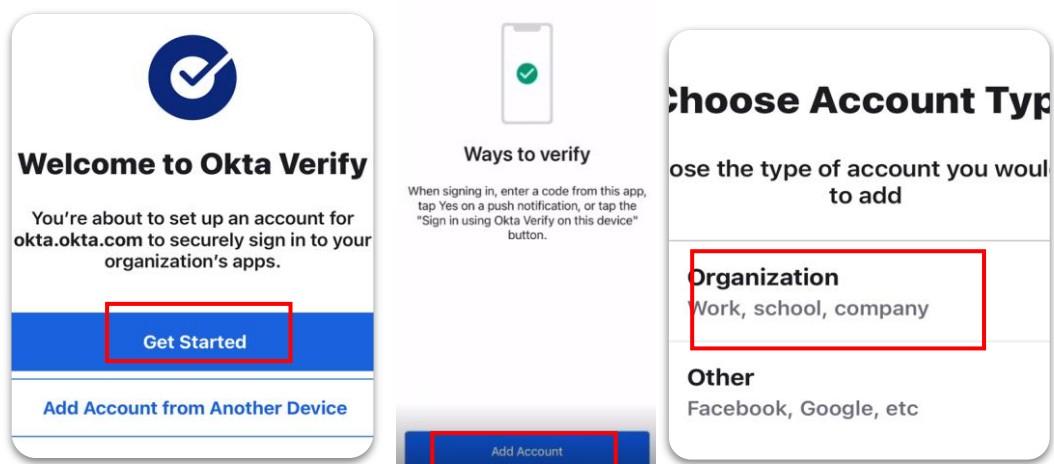 Welcome to Okta Verify
You're about to set up an account for
okta.okta.com to securely sign in to your
organization's apps.
Get Started
Add Account from Another Device
Ways to verify
When signing in, enter a code from this app,
tap Yes on a push notification, or tap the
"Sign in using Okta Verify on this device"
button.
Add Account
Choose Account Typ
ose the type of account you woul
to add
Organization
Work, school, company
Other
Facebook, Google, etc